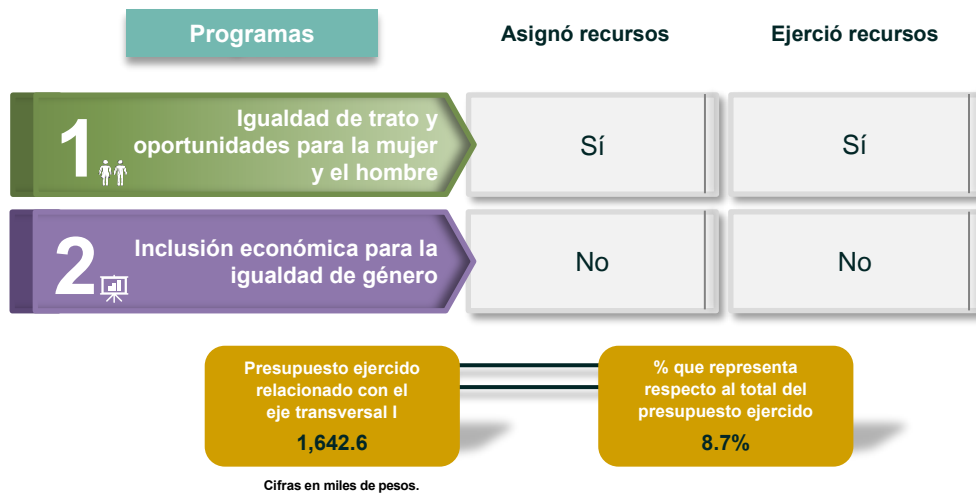 Programas
Asignó recursos
Ejerció recursos
1
Igualdad de trato y
oportunidades para la mujer
y el hombre
Sí
Sí
2
Inclusión económica para la
igualdad de género
No
No
Presupuesto ejercido
relacionado con el
eje transversal I
1,642.6
% que representa
respecto al total del
presupuesto ejercido
8.7%
Cifras en miles de pesos.